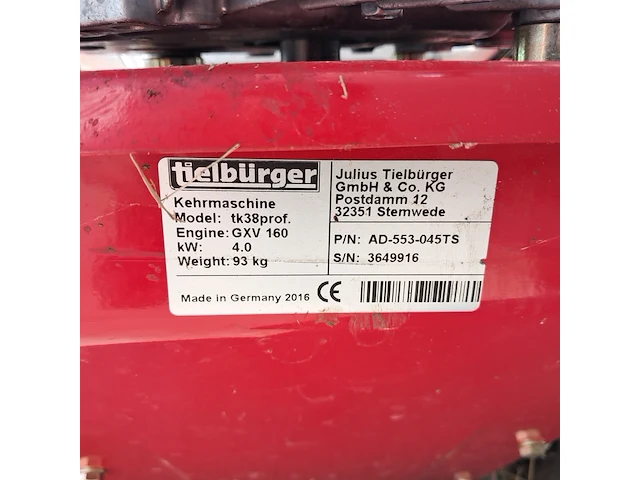 tielbürger
Kehrmaschine
Model: tk38prof.
Engine: GXV 160
kW: 4.0
Weight: 93 kg
Julius Tielbürger
GmbH & Co. KG
Postdamm 12
32351 Stemwede
P/N: AD-553-045TS
S/N: 3649916
Made in Germany 2016 CE